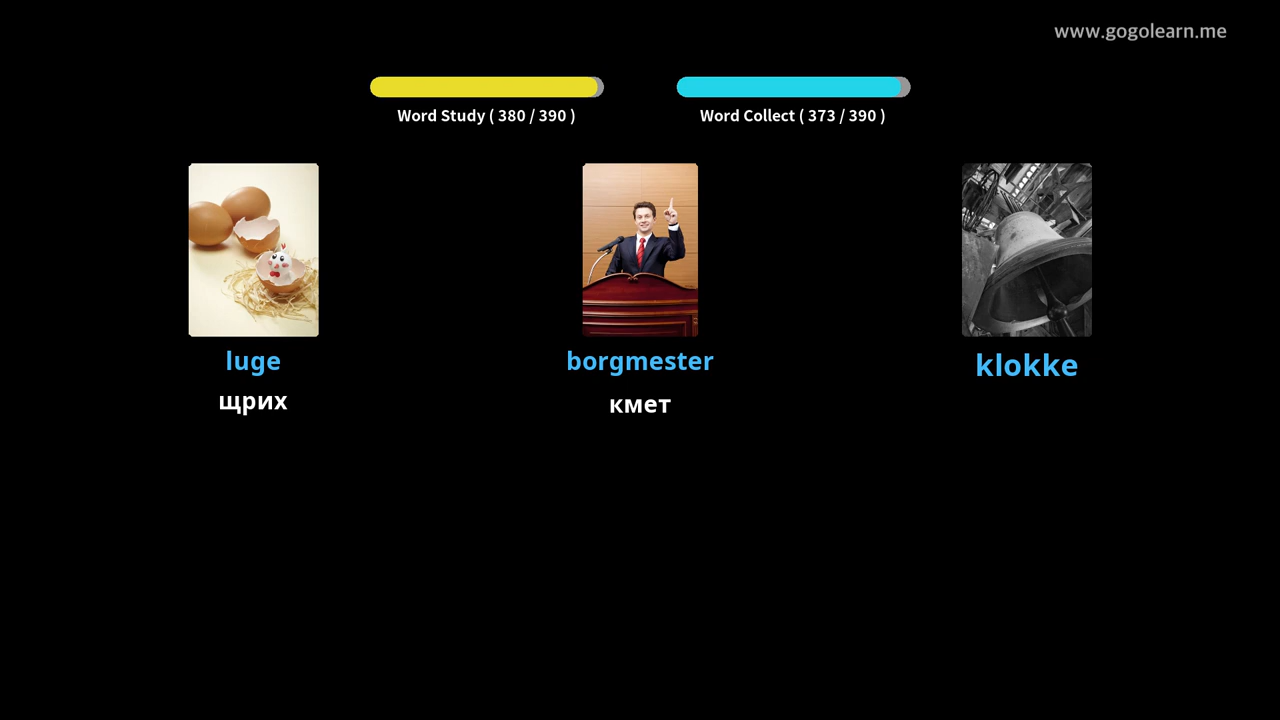 www.gogolearn.me
Word Study ( 380 / 390 )
Word Collect ( 373 / 390 )
luge
щрих
borgmester
кмет
klokke